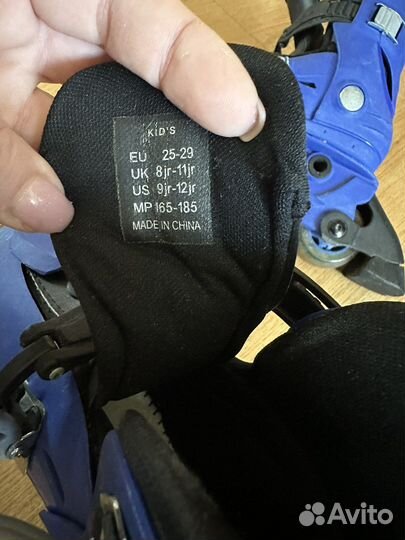 KID'S
EU 25-29
UK 8jr-11jr
US 9jr-12jr
MP 165-185
MADE IN CHINA
Avito